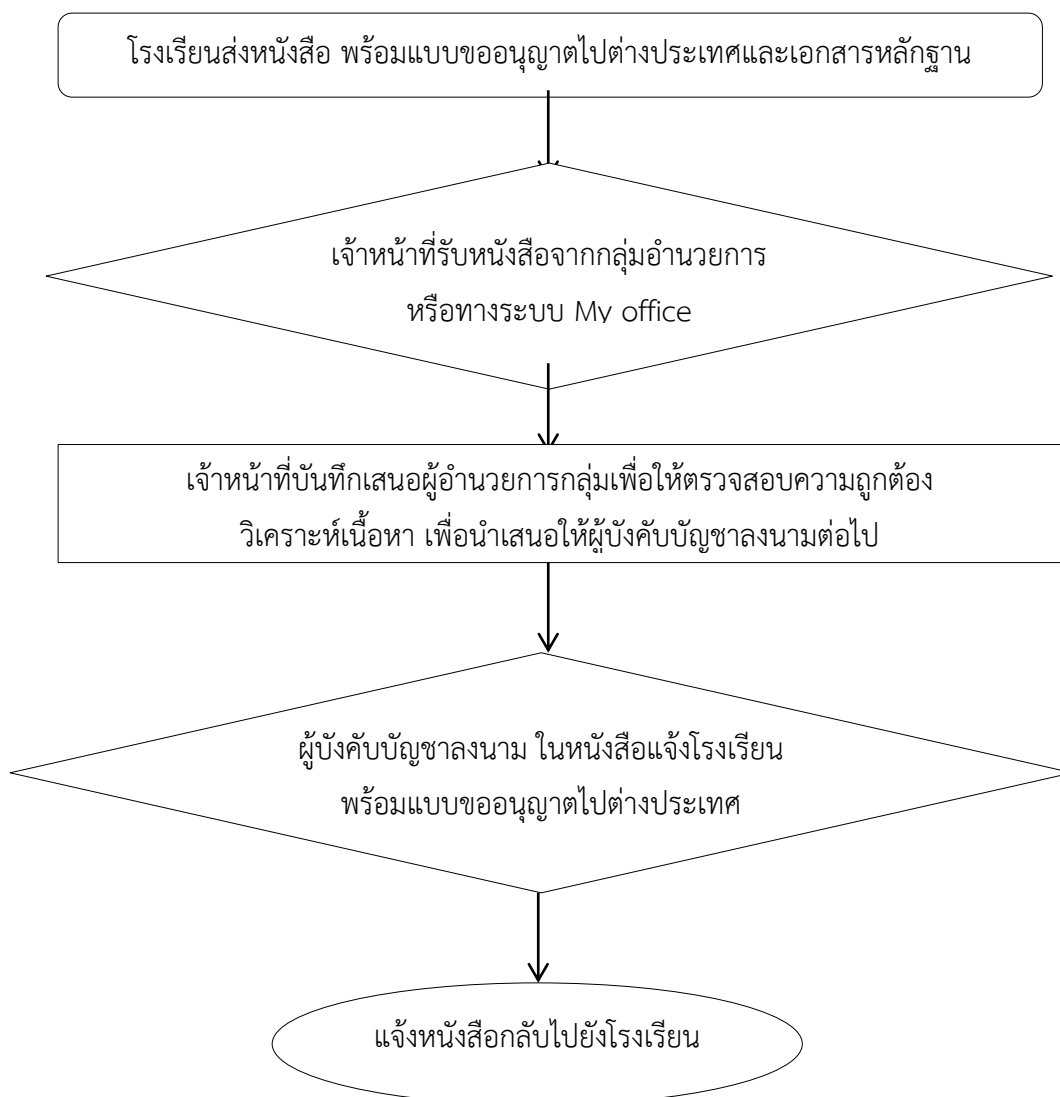 โรงเรียนส่งหนังสือ พร้อมแบบขออนุญาตไปต่างประเทศและเอกสารหลักฐาน
เจ้าหน้าที่รับหนังสือจากกลุ่มอำนวยการ
หรือทางระบบ My office
เจ้าหน้าที่บันทึกเสนอผู้อำนวยการกลุ่มเพื่อให้ตรวจสอบความถูกต้อง
วิเคราะห์เนื้อหา เพื่อนำเสนอให้ผู้บังคับบัญชาลงนามต่อไป
ผู้บังคับบัญชาลงนาม ในหนังสือแจ้งโรงเรียน
พร้อมแบบขออนุญาตไปต่างประเทศ
แจ้งหนังสือกลับไปยังโรงเรียน